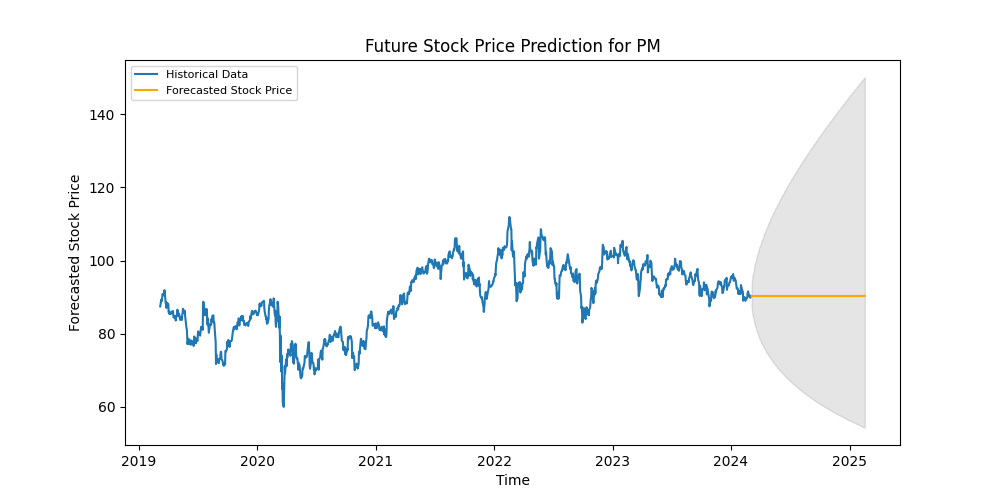 Future Stock Price Prediction for PM
Historical Data
Forecasted Stock Price
140
120
100
80
60
Forecasted Stock Price
2019
2020
2021
2022
2023
2024
2025
Time